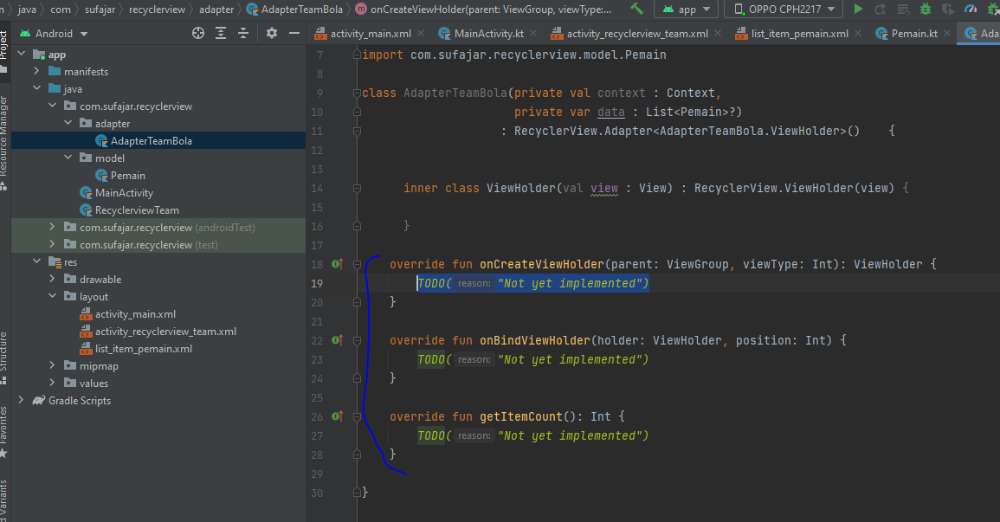 java com sufajar recyclerview adapter AdapterTeamBola onCreateViewHolder(parent: ViewGroup, viewType:... app OPPO CPH2217
Android
activity_main.xml MainActivity.kt activity_recyclerview_team.xml list_item_pemain.xml Pemain.kt Ada
Project
Resource Manager
Structure
Favorites
d Variants
app
manifests
java
com.sufajar.recyclerview
adapter
AdapterTeamBola
model
Pemain
MainActivity
RecyclerviewTeam
com.sufajar.recyclerview (androidTest)
com.sufajar.recyclerview (test)
res
drawable
layout
activity_main.xml
activity_recyclerview_team.xml
list_item_pemain.xml
mipmap
values
Gradle Scripts
7 import com.sufajar.recyclerview.model.Pemain
8
9 class AdapterTeamBola(private val context : Context,
10 private var data : List<Pemain>?)
11 : RecyclerView.Adapter<AdapterTeamBola.ViewHolder>() {
12
13
14 inner class ViewHolder(val view : View) : RecyclerView.ViewHolder(view) {
15
16 }
17
18 override fun onCreateViewHolder(parent: ViewGroup, viewType: Int): ViewHolder {
19 TODO( reason: "Not yet implemented")
20 }
21
22 override fun onBindViewHolder(holder: ViewHolder, position: Int) {
23 TODO( reason: "Not yet implemented")
24 }
25
26 override fun getItemCount(): Int {
27 TODO( reason: "Not yet implemented")
28 }
29
30 }